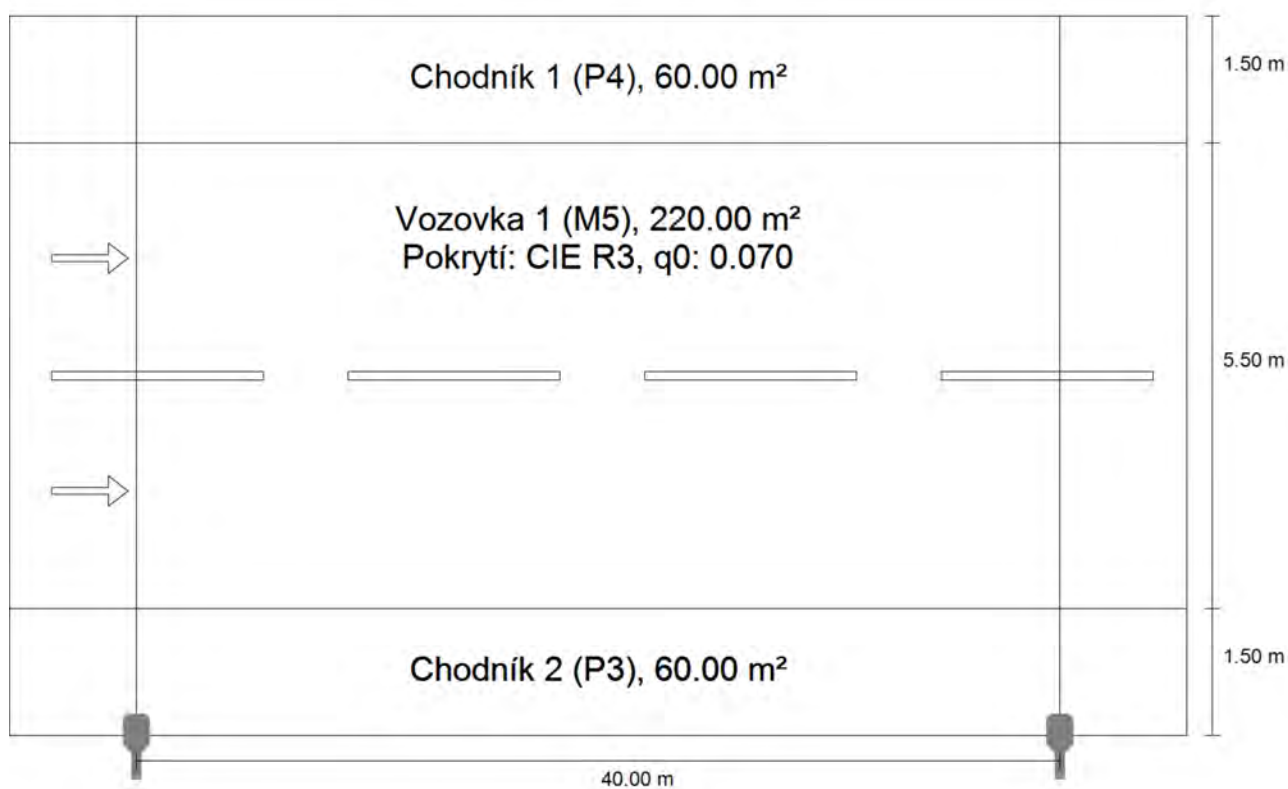 Chodník 1 (P4), 60.00 m²
1.50 m
Vozovka 1 (M5), 220.00 m²
Pokrytí: CIE R3, q0: 0.070
5.50 m
Chodník 2 (P3), 60.00 m²
1.50 m
40.00 m